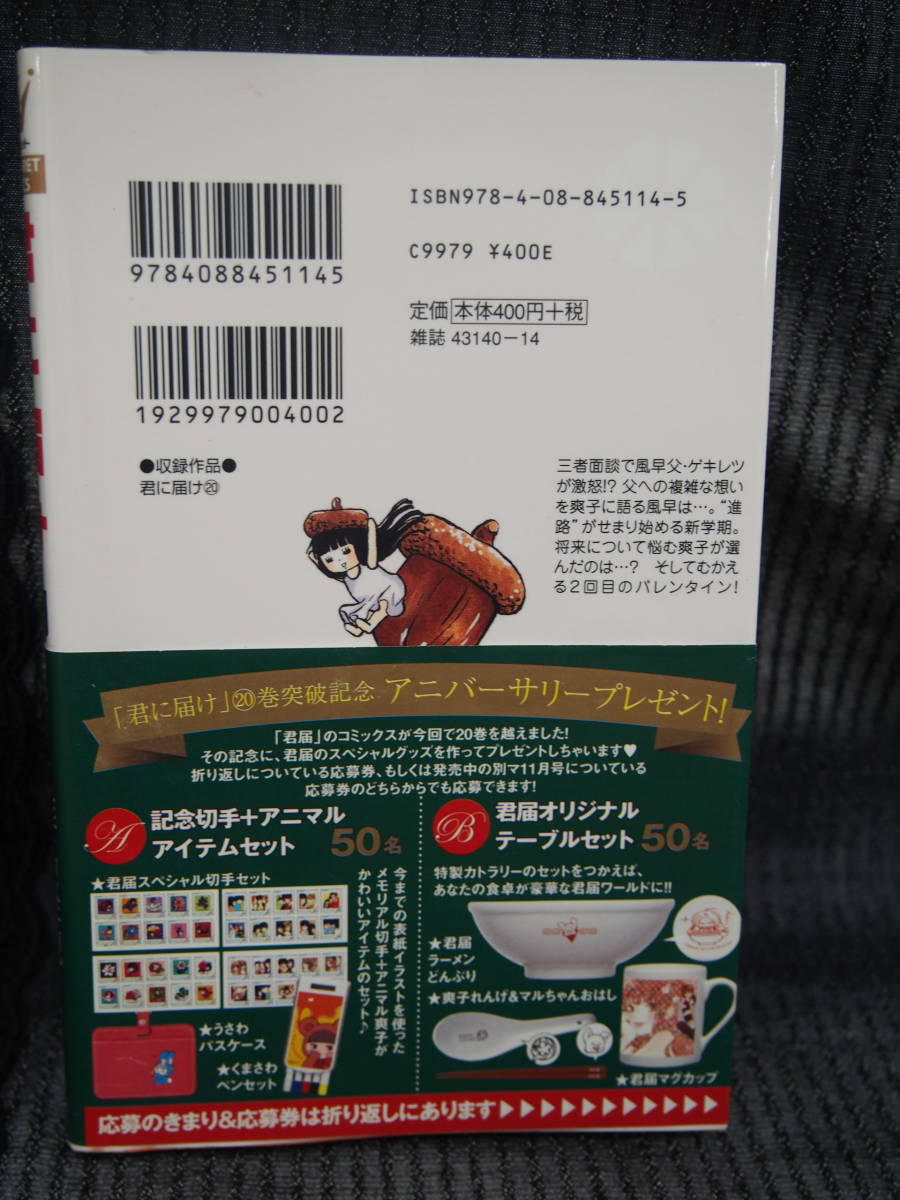 ISBN978-4-08-845114-5
9784088451145
C9979 ¥400E
定価 本体400円+税
雑誌 43140-14
1929979004002
●収録作品●
君に届け⑳
三者面談で風早父・ゲキレツ
が激怒!? 父への複雑な想い
を爽子に語る風早は…。“進
路”がせまり始める新学期。
将来について悩む爽子が選
んだのは…? そしてむかえ
る2回目のバレンタイン!
「君に届け」⑳巻突破記念 アニバーサリープレゼント!
「君届」のコミックスが今回で20巻を越えました!
その記念に、君届のスペシャルグッズを作ってプレゼントしちゃいます♥
折り返しについている応募券、もしくは発売中の別マ11月号についている
応募券のどちらからでも応募できます!
A 記念切手+アニマル
アイテムセット 50名
★君届スペシャル切手セット
今までの表紙イラストを使った
メモリアル切手+アニマル爽子が
かわいいアイテムのセット♪
★うさわ
パスケース
★くまさわ
ペンセット
B 君届オリジナル
テーブルセット 50名
特製カトラリーのセットをつかえば、
あなたの食卓が豪華な君届ワールドに!!
★君届
ラーメン
どんぶり
★爽子れんげ&マルちゃんおはし
★君届マグカップ
応募のきまり&応募券は折り返しにあります▶▶▶▶▶▶▶▶▶▶▶